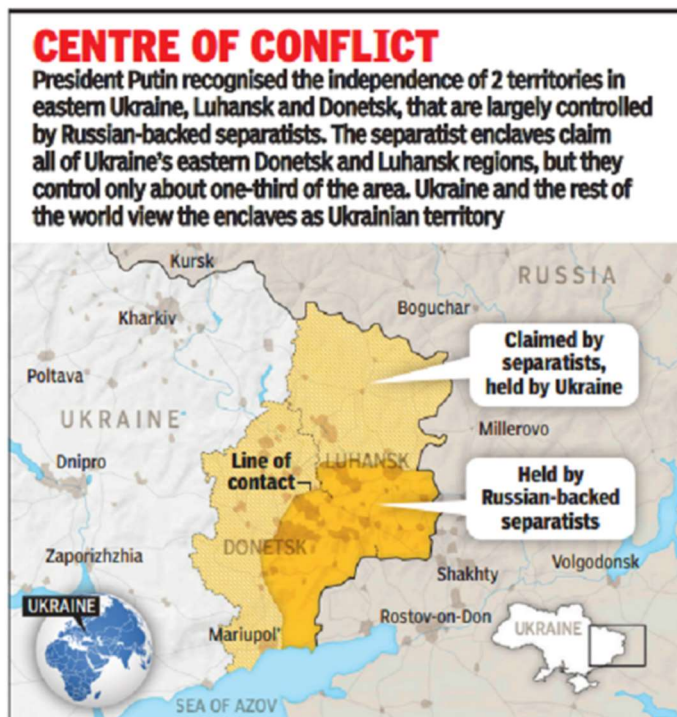 CENTRE OF CONFLICT
President Putin recognised the independence of 2 territories in
eastern Ukraine, Luhansk and Donetsk, that are largely controlled
by Russian-backed separatists. The separatist enclaves claim
all of Ukraine's eastern Donetsk and Luhansk regions, but they
control only about one-third of the area. Ukraine and the rest of
the world view the enclaves as Ukrainian territory
Kursk
RUSSIA
Boguchar
Kharkiv
Claimed by
separatists,
held by Ukraine
Poltava
UKRAINE
Millerovo
Dnipro
Line of
contact
LUHANSK
Held by
Russian-backed
separatists
DONETSK
Zaporizhzhia
Shakhty
Volgodonsk
UKRAINE
Mariupol'
Rostov-on-Don
UKRAINE
SEA OF AZOV